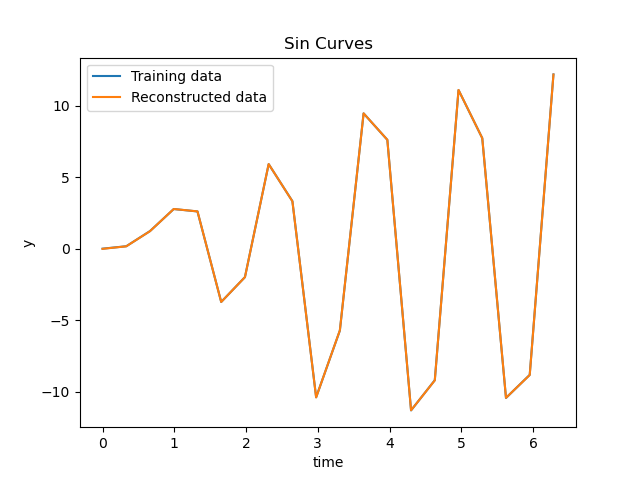 Sin Curves
Training data
Reconstructed data
10
5
0
−5
−10
y
0 1 2 3 4 5 6
time